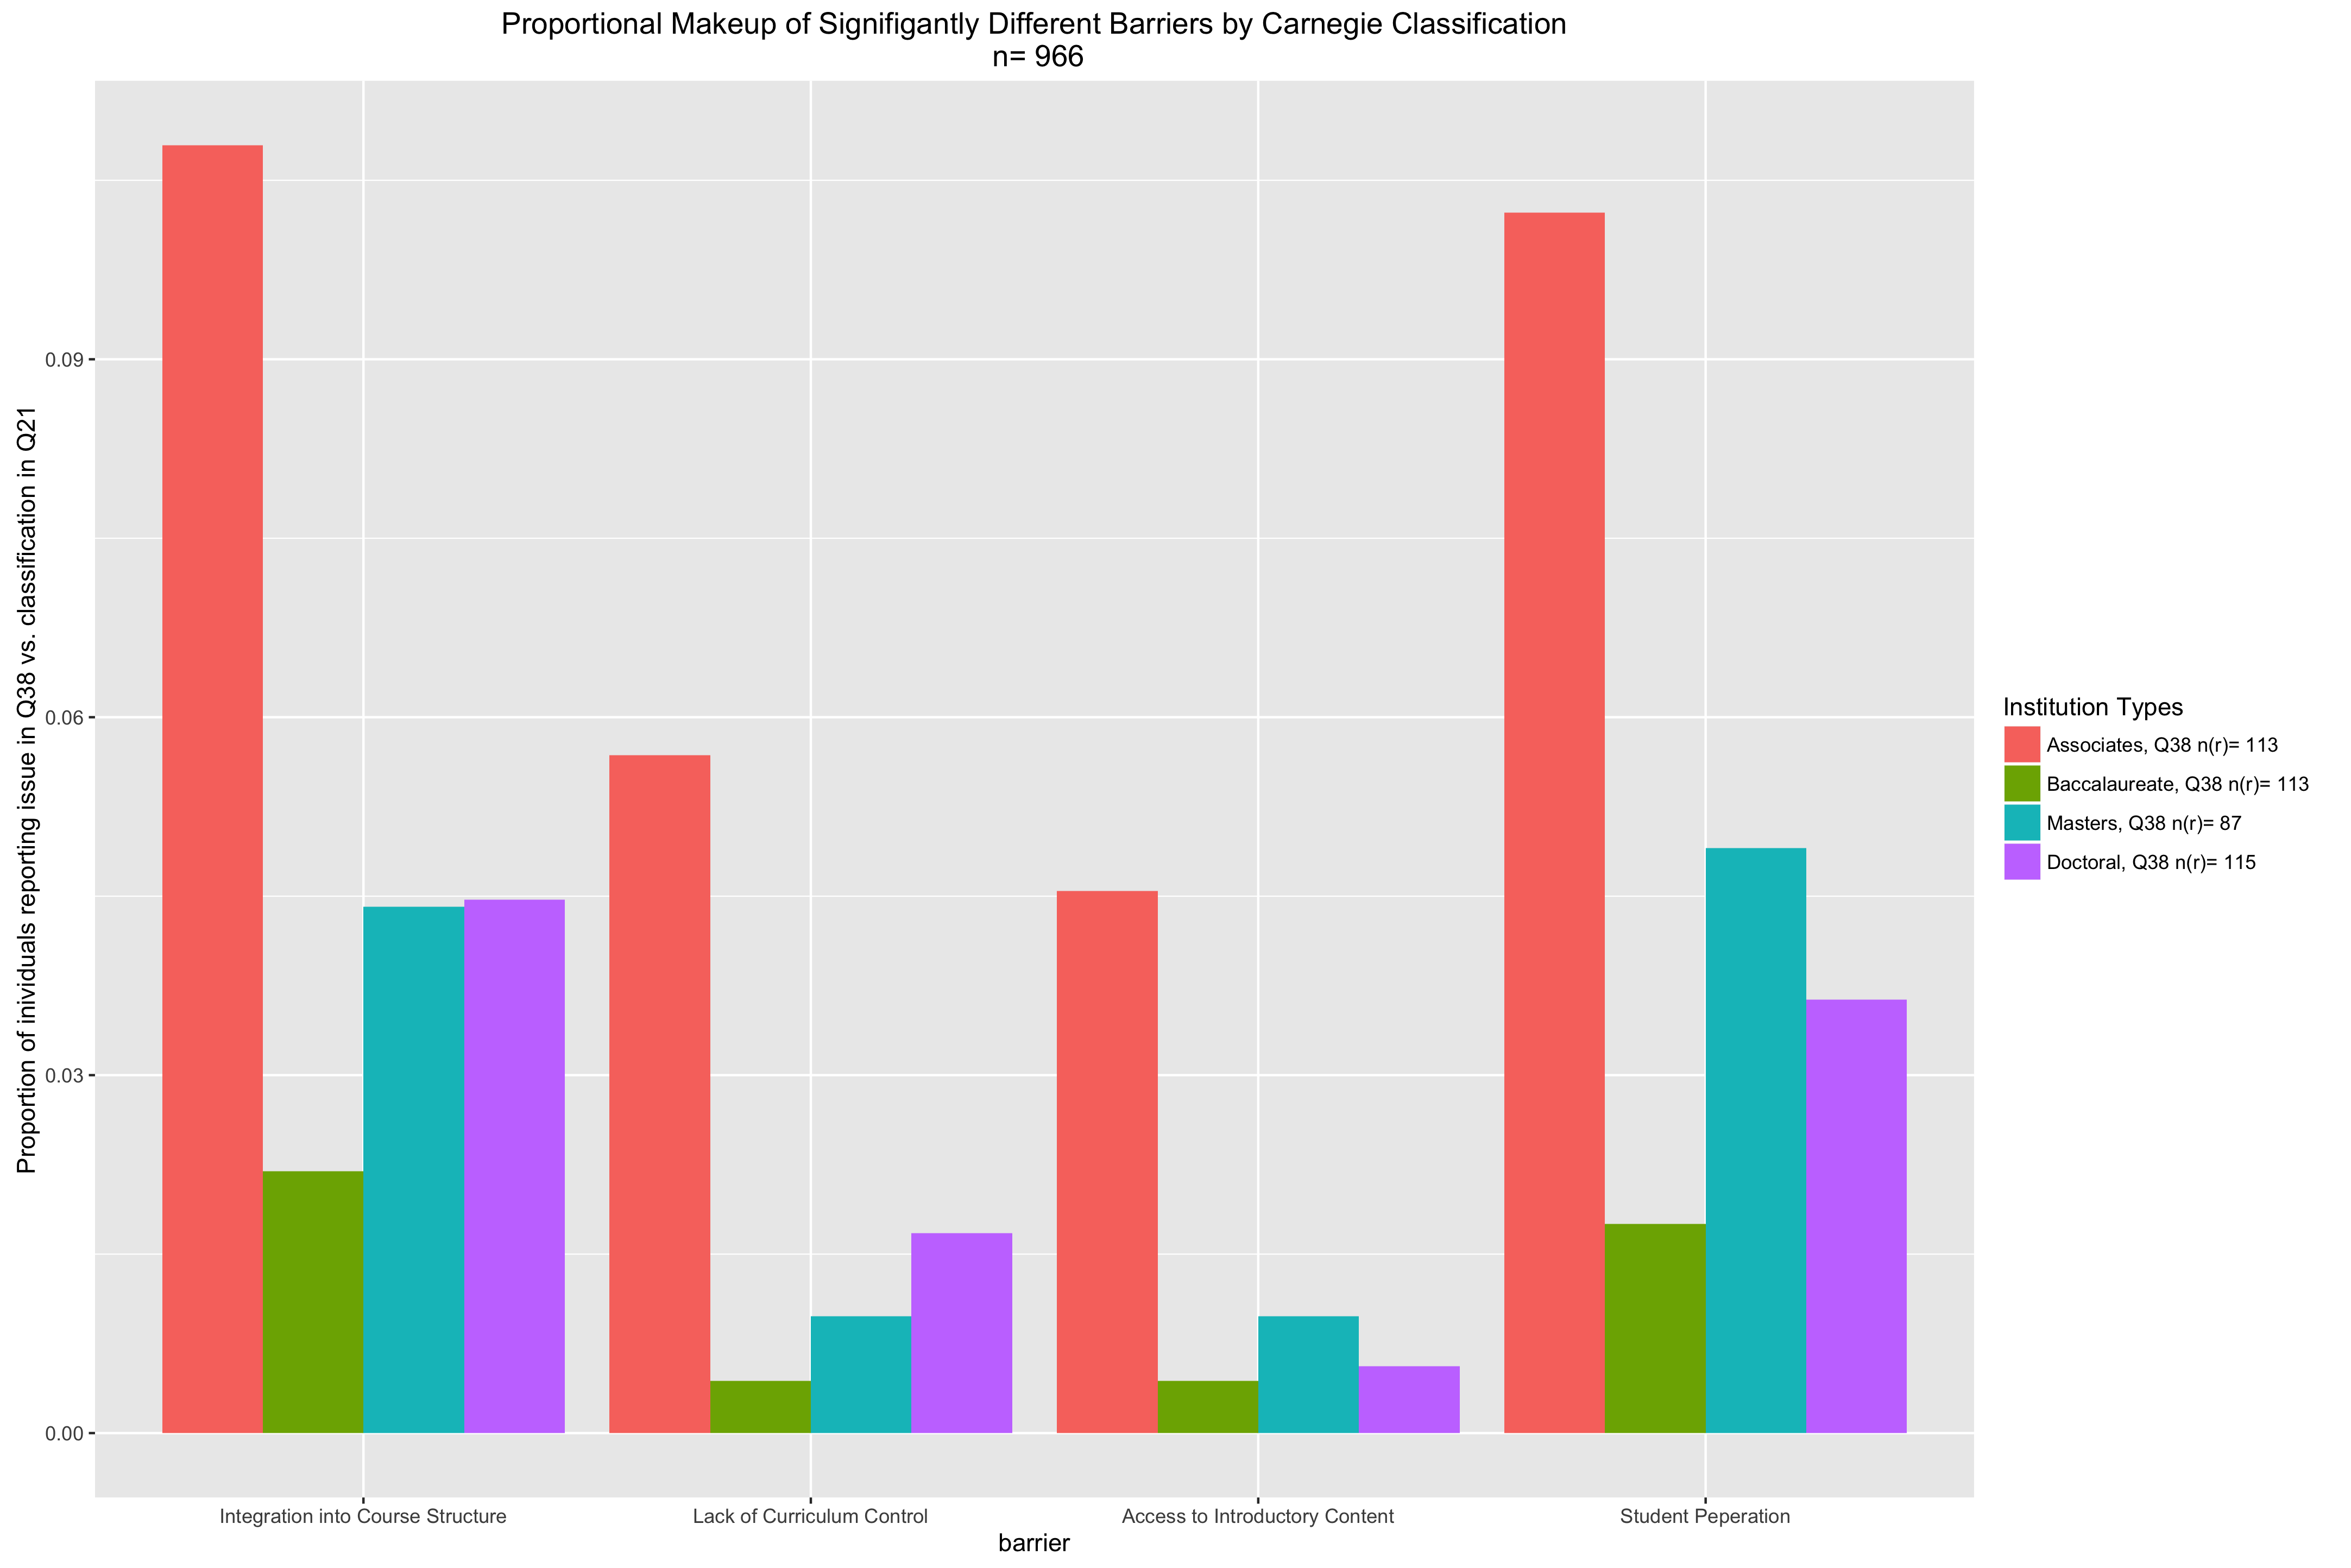 Proportional Makeup of Signifigantly Different Barriers by Carnegie Classification
n= 966
Proportion of inividuals reporting issue in Q38 vs. classification in Q21
0.09
0.06
0.03
0.00
Integration into Course Structure
Lack of Curriculum Control
Access to Introductory Content
Student Peperation
barrier
Institution Types
Associates, Q38 n(r)= 113
Baccalaureate, Q38 n(r)= 113
Masters, Q38 n(r)= 87
Doctoral, Q38 n(r)= 115